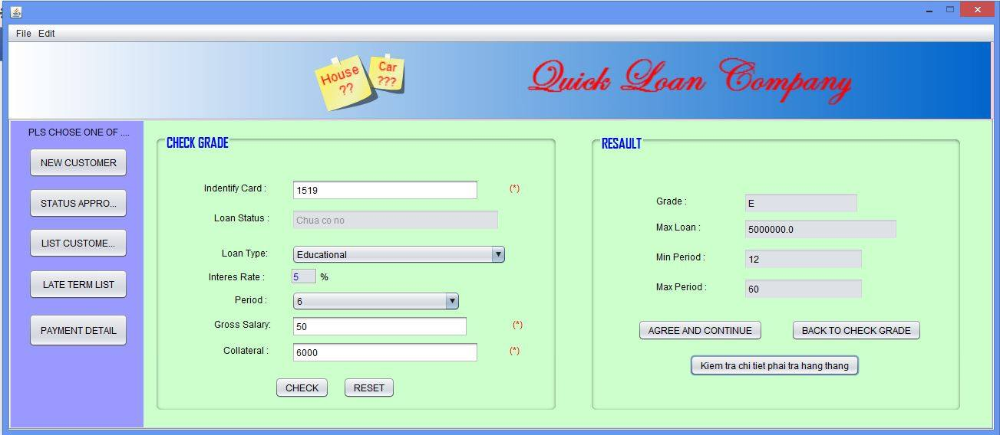 File Edit
House
??
Car
???
Quick Loan Company
PLS CHOSE ONE OF ....
NEW CUSTOMER
STATUS APPRO...
LIST CUSTOME...
LATE TERM LIST
PAYMENT DETAIL
CHECK GRADE
Indentify Card : 1519 (*)
Loan Status : Chua co no
Loan Type: Educational
Interes Rate : 5 %
Period : 6
Gross Salary: 50 (*)
Collateral : 6000 (*)
CHECK RESET
RESAULT
Grade : E
Max Loan : 5000000.0
Min Period : 12
Max Period : 60
AGREE AND CONTINUE BACK TO CHECK GRADE
Kiem tra chi tiet phai tra hang thang